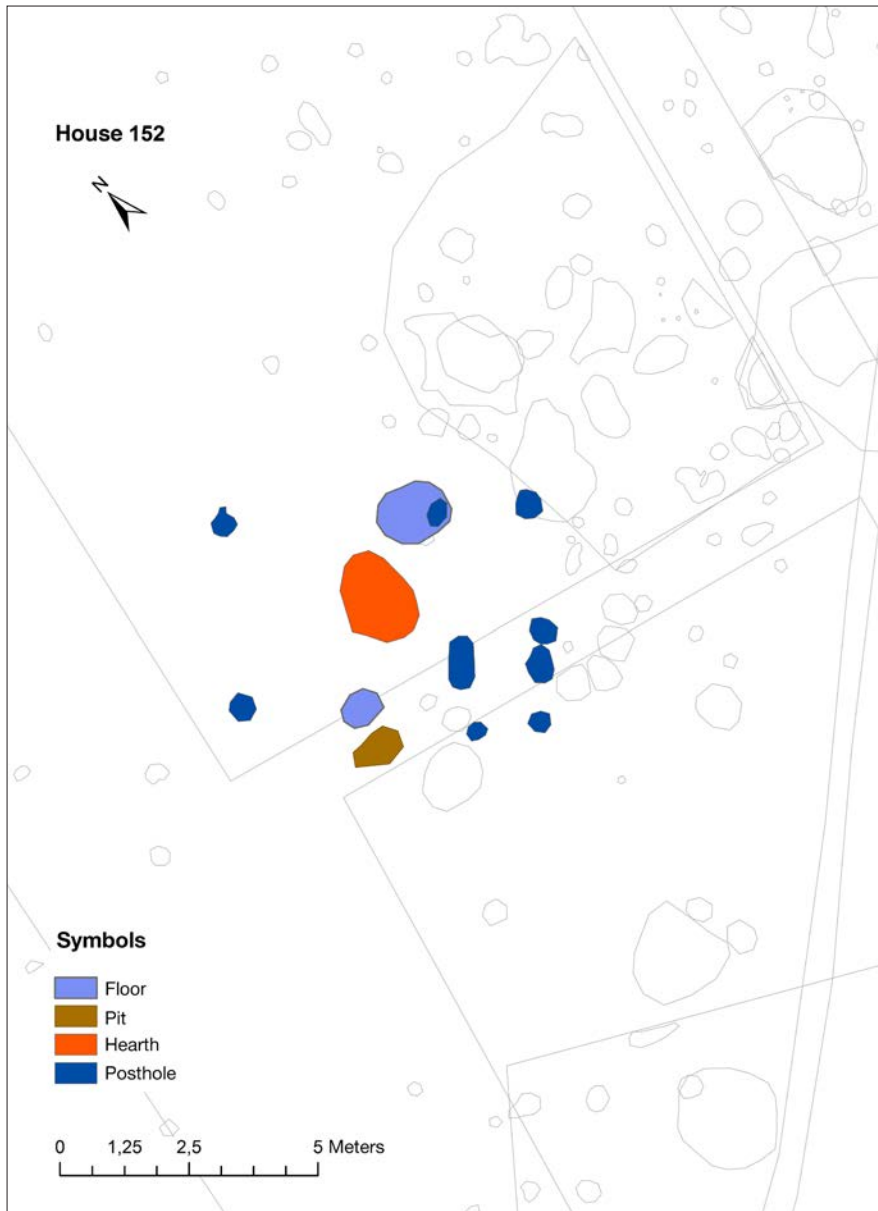 House 152
N
Symbols
Floor
Pit
Hearth
Posthole
0 1,25 2,5 5 Meters